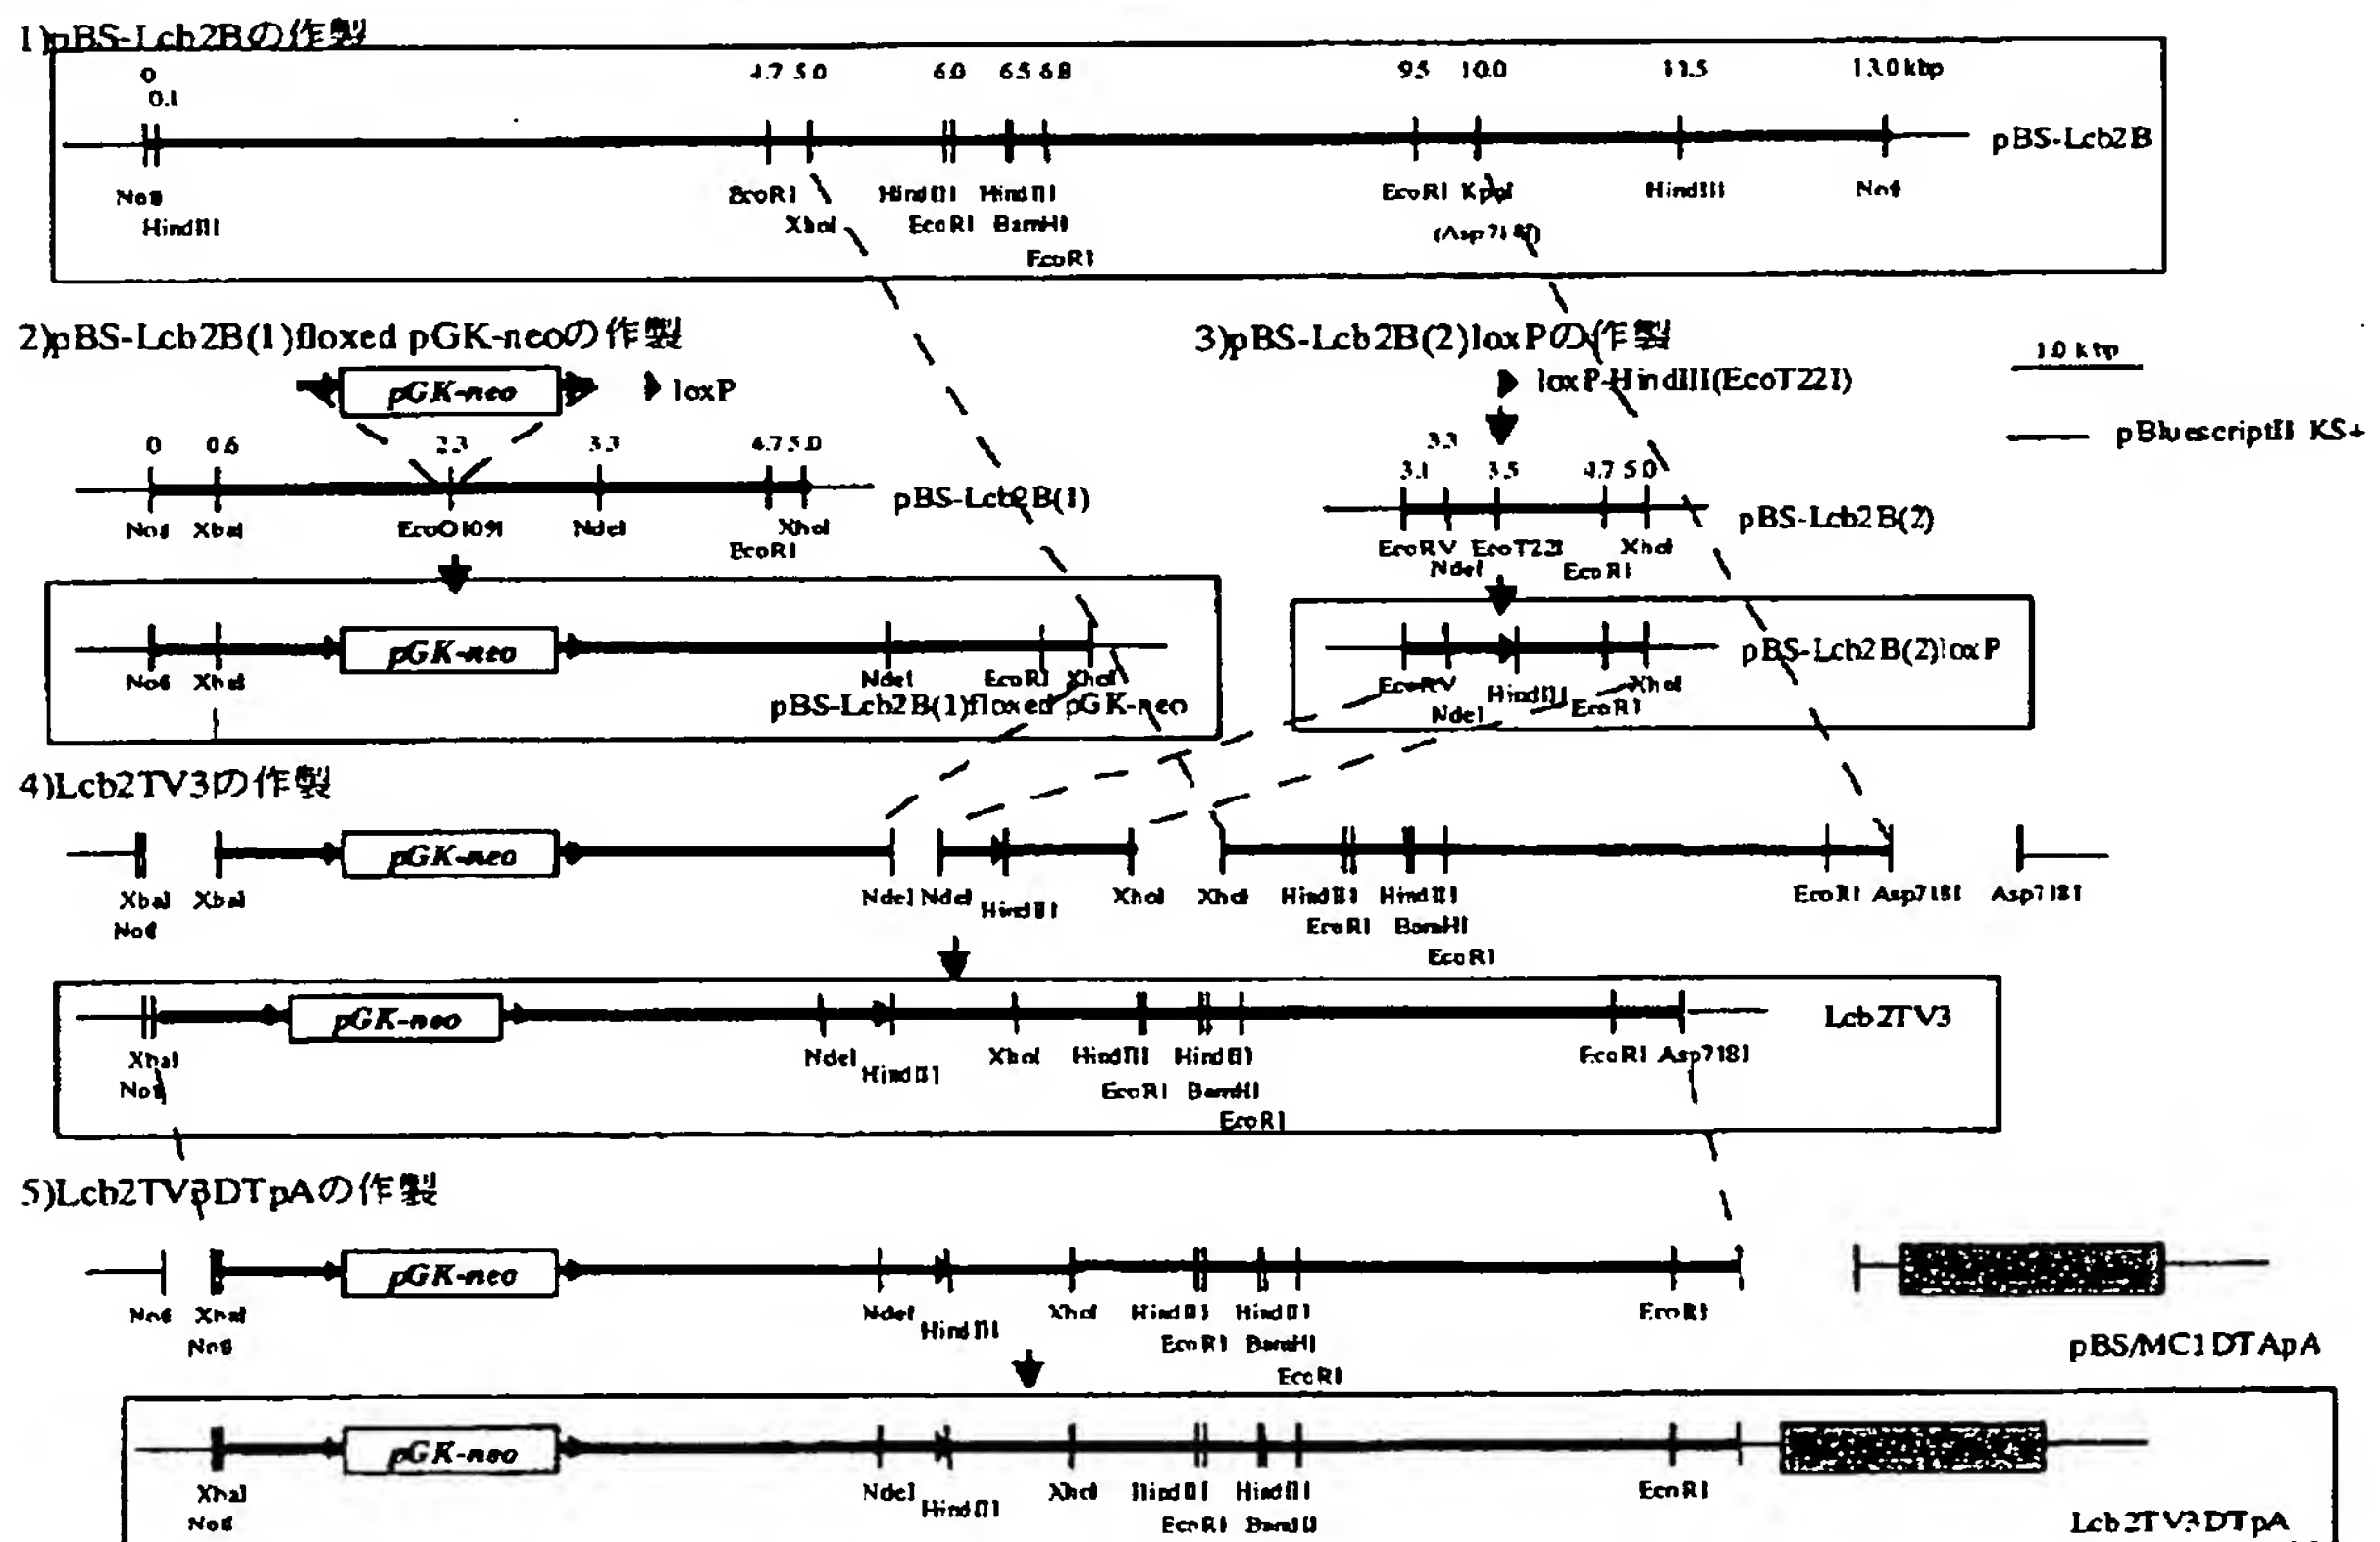 1)pBS-Lcb2Bの作製
0 4.7 5.0 6.0 6.5 6.8 9.5 10.0 11.5 13.0 kbp
0.1
pBS-Lcb2B
NotI EcoRI HindIII HindIII EcoRI KpnI HindIII NotI
HindIII XhoI EcoRI BamHI (Asp718I)
EcoRI
2)pBS-Lcb2B(1)floxed pGK-neoの作製
pGK-neo loxP
0 0.6 2.3 3.3 4.7 5.0
pBS-Lcb2B(1)
NotI XbaI EcoO109I NdeI XhoI
EcoRI
pGK-neo
NotI XbaI NdeI EcoRI XhoI
pBS-Lcb2B(1)floxed pGK-neo
3)pBS-Lcb2B(2)loxPの作製
loxP-HindIII(EcoT22I)
1.0 kbp
pBluescriptII KS+
3.3
3.1 3.5 4.7 5.0
pBS-Lcb2B(2)
EcoRV EcoT22I XhoI
NdeI EcoRI
pBS-Lcb2B(2)loxP
EcoRV HindIII XhoI
NdeI EcoRI
4)Lcb2TV3の作製
pGK-neo
XbaI XbaI NdeI NdeI HindIII XhoI XhoI HindIII HindIII EcoRI Asp718I Asp718I
NotI EcoRI BamHI
EcoRI
pGK-neo Lcb2TV3
XbaI NdeI HindIII XhoI HindIII HindIII EcoRI Asp718I
NotI EcoRI BamHI
EcoRI
5)Lcb2TV3DTpAの作製
pGK-neo
NotI XbaI NdeI HindIII XhoI HindIII HindIII EcoRI
NotI EcoRI BamHI pBS/MC1DTApA
EcoRI
pGK-neo
XbaI NdeI HindIII XhoI HindIII HindIII EcoRI
NotI EcoRI BamHI Lcb2TV3DTpA